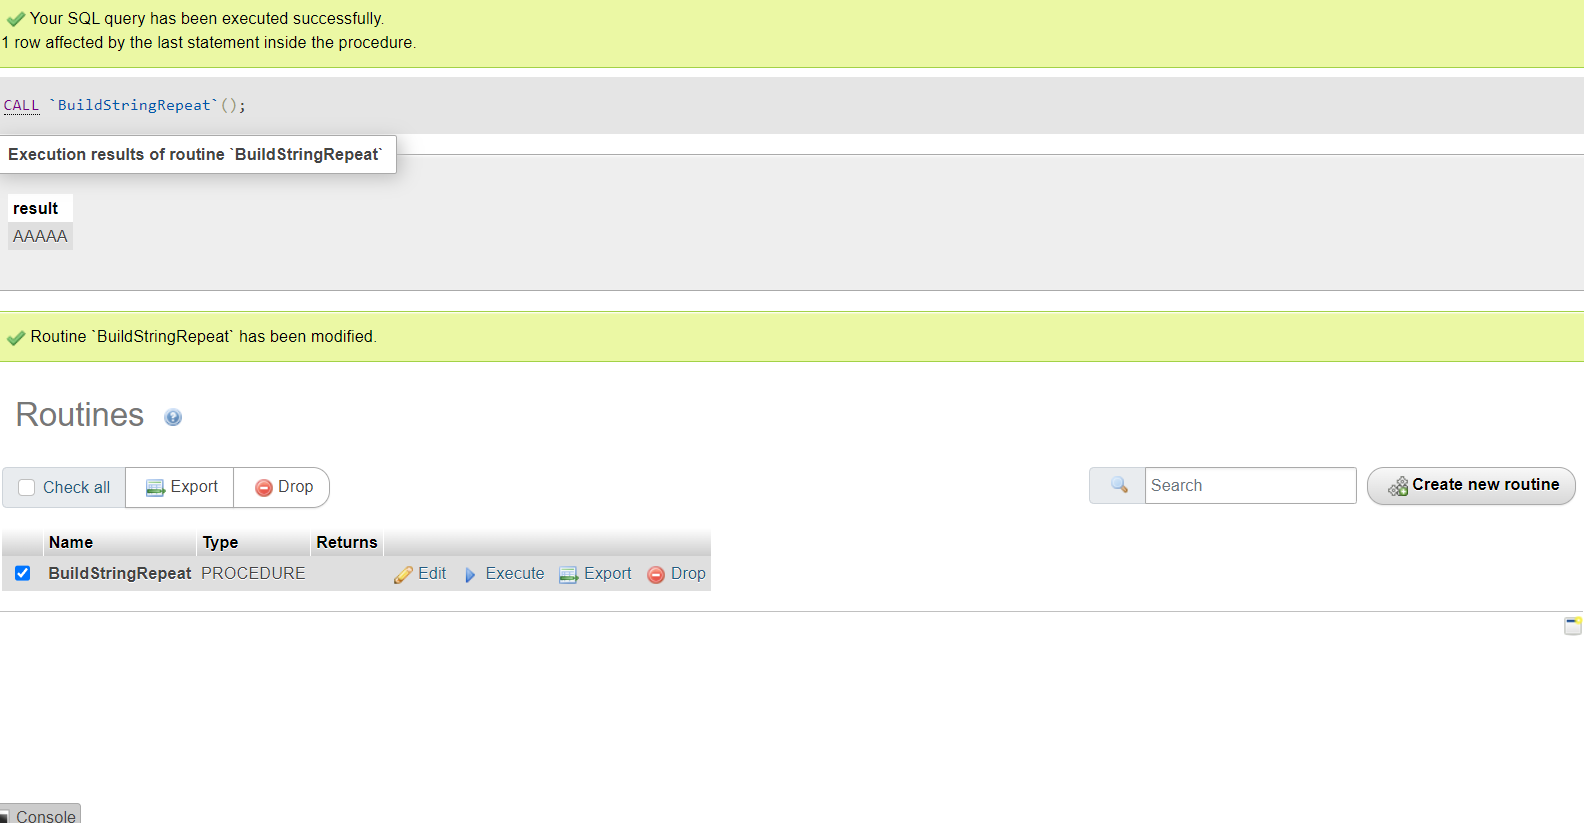 Your SQL query has been executed successfully.
1 row affected by the last statement inside the procedure.
CALL `BuildStringRepeat`();
Execution results of routine `BuildStringRepeat`
result
AAAAA
Routine `BuildStringRepeat` has been modified.
Routines
Check all Export Drop Search Create new routine
Name Type Returns
BuildStringRepeat PROCEDURE Edit Execute Export Drop
Console